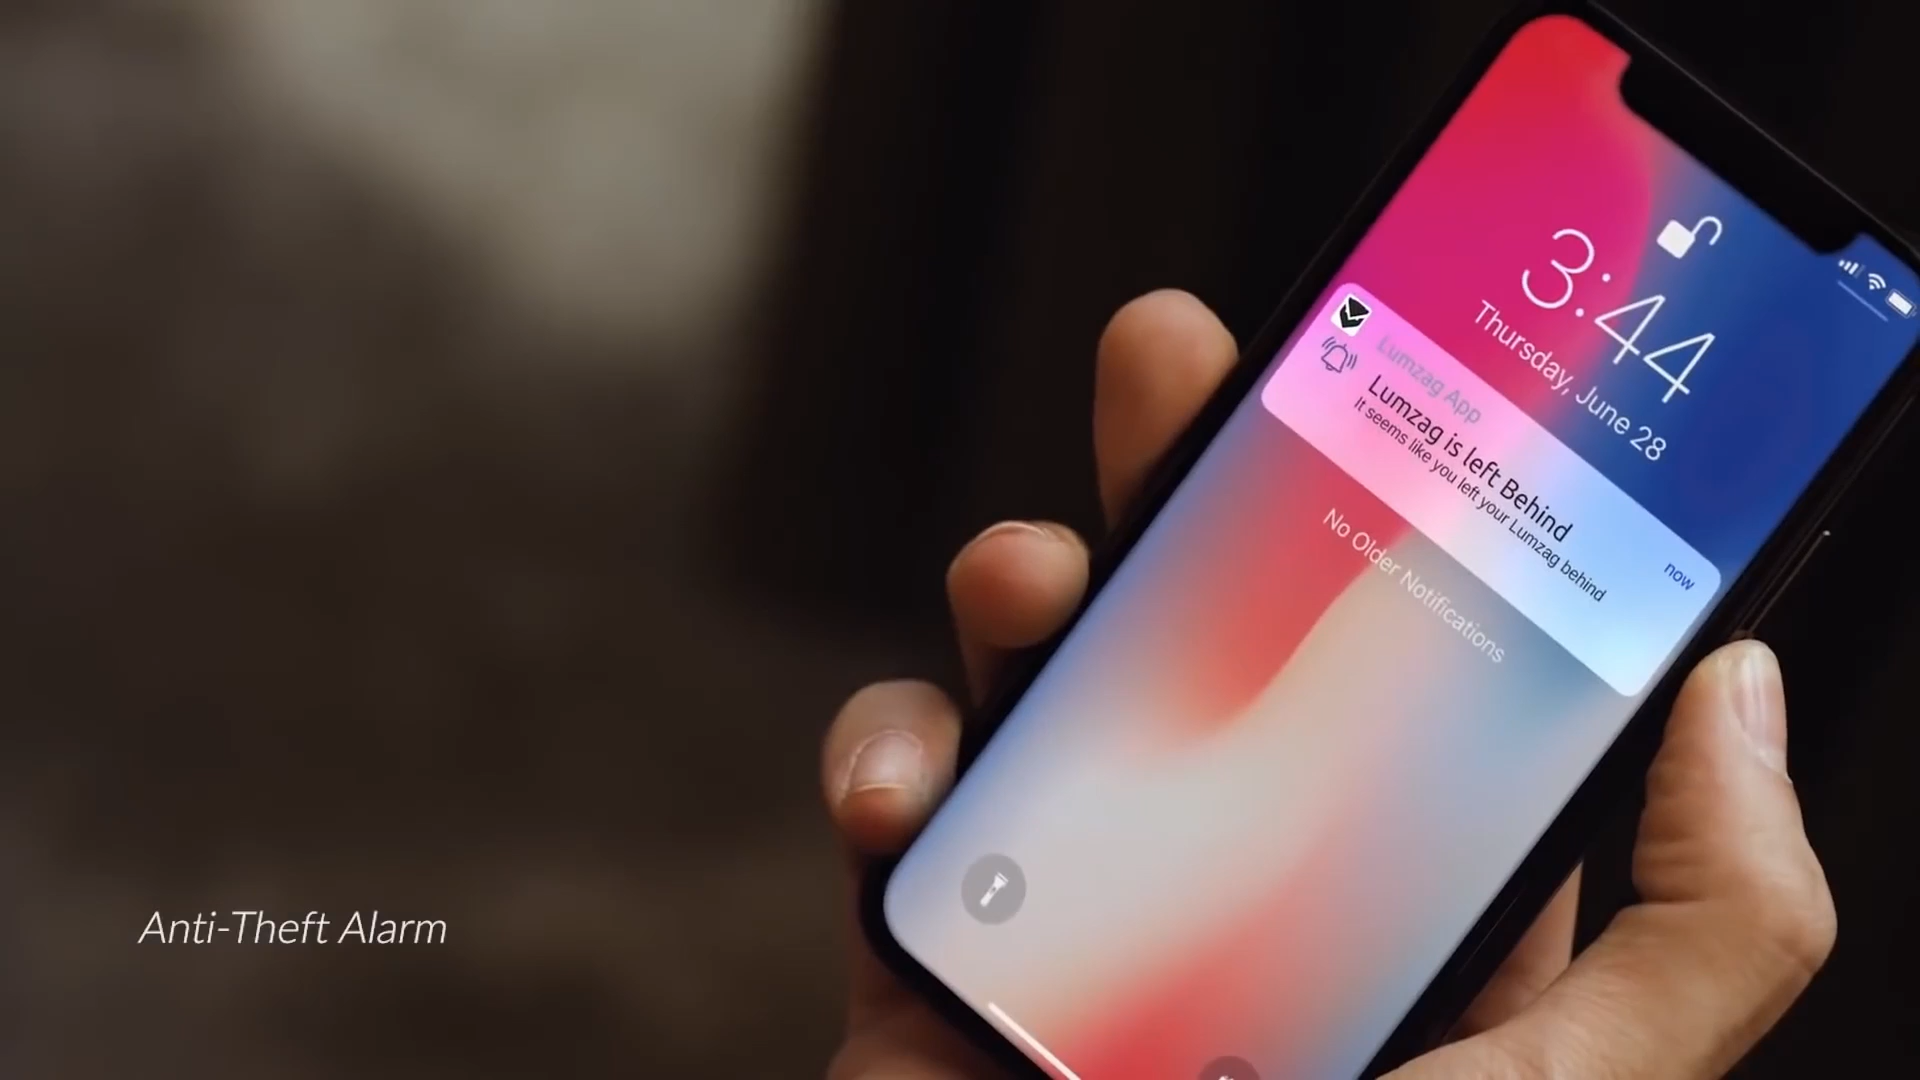 3:44
Thursday, June 28
Lumzag App
Lumzag is left Behind
now
It seems like you left your Lumzag behind
No Older Notifications
Anti-Theft Alarm